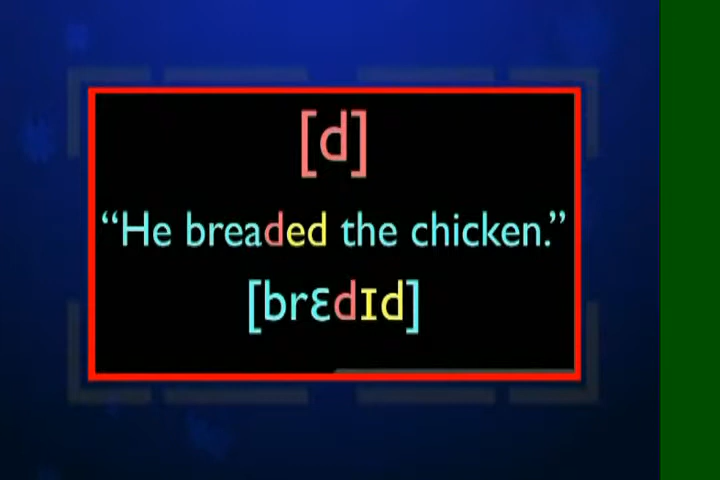 [d]
“He breaded the chicken.”
[brɛdɪd]